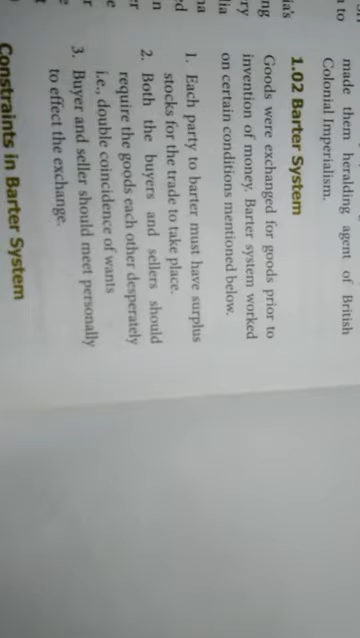 made them heralding agent of British
Colonial Imperialism.
1.02 Barter System
Goods were exchanged for goods prior to
invention of money. Barter system worked
on certain conditions mentioned below.
1. Each party to barter must have surplus
stocks for the trade to take place.
2. Both the buyers and sellers should
require the goods each other desperately
i.e., double coincidence of wants
3. Buyer and seller should meet personally
to effect the exchange.
Constraints in Barter System